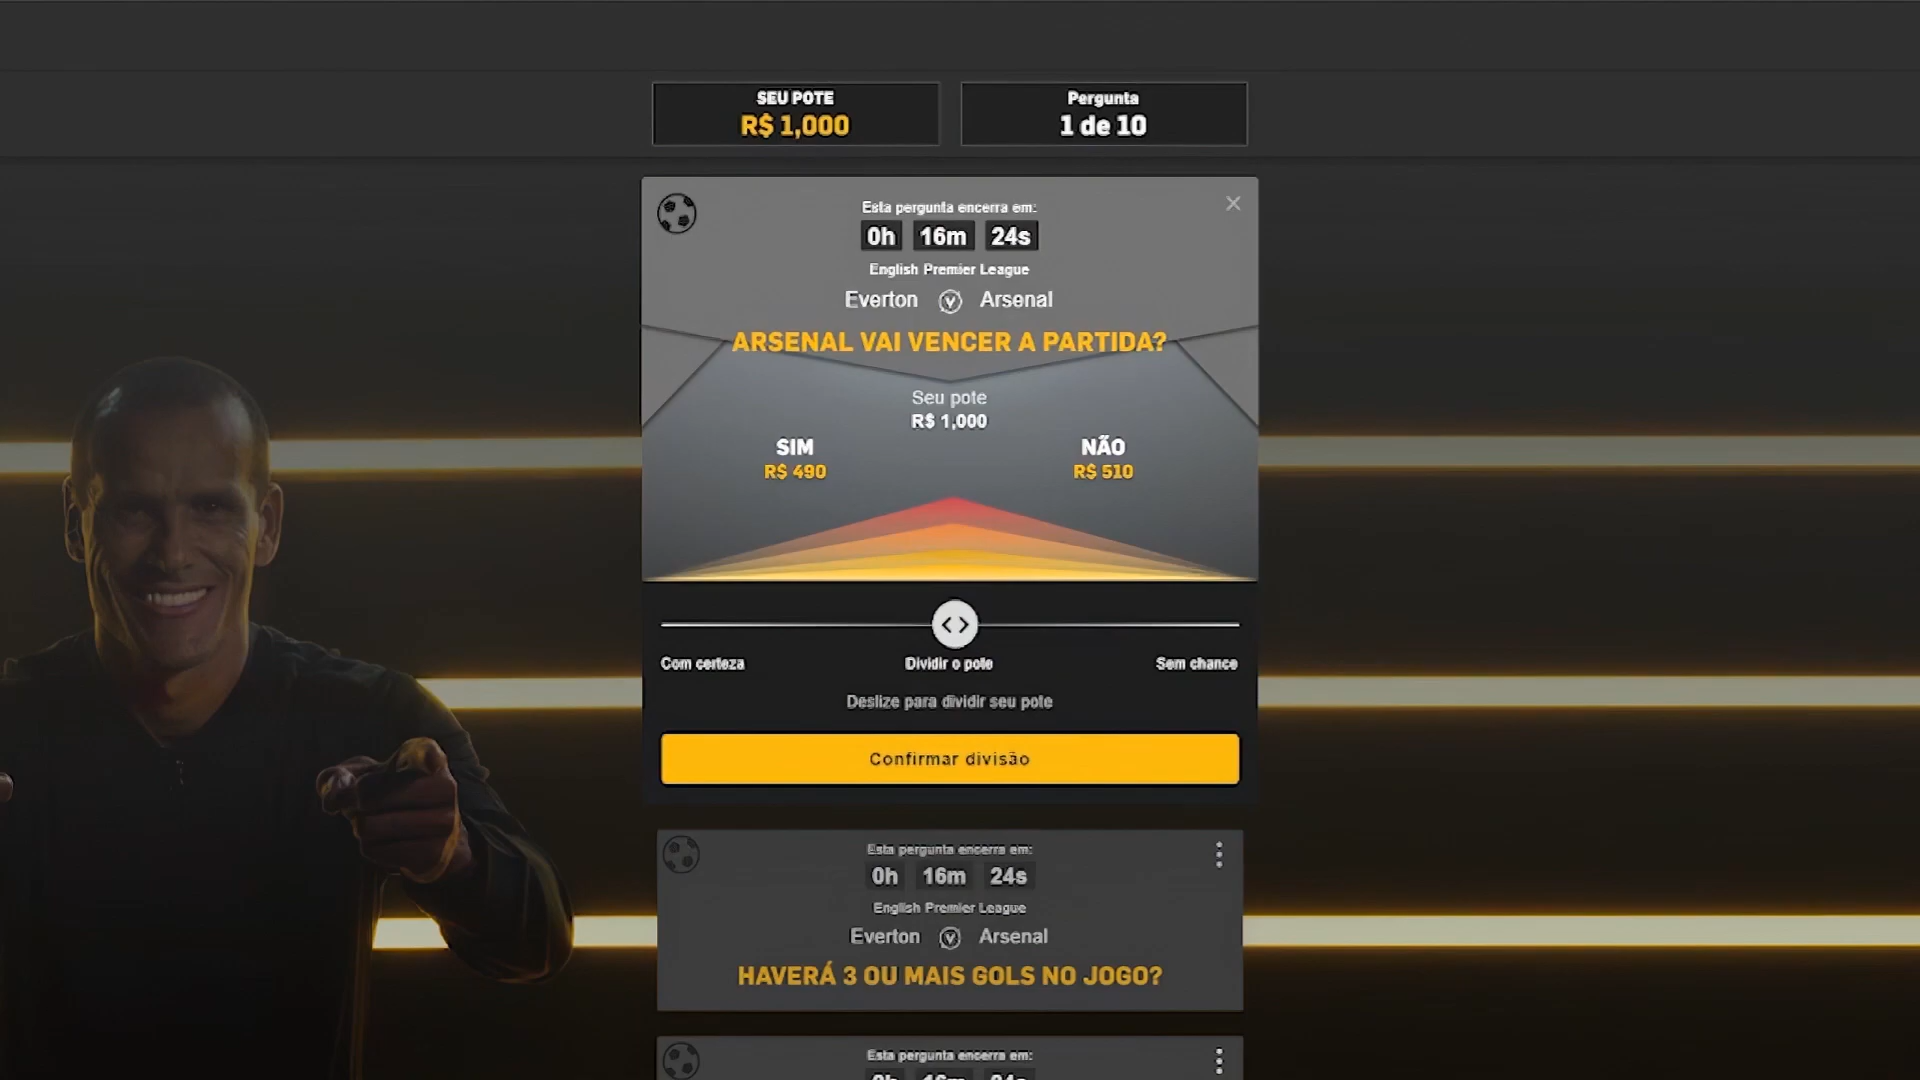 SEU POTE
R$ 1,000
Pergunta
1 de 10
Esta pergunta encerra em:
0h 16m 24s
English Premier League
Everton V Arsenal
ARSENAL VAI VENCER A PARTIDA?
Seu pote
R$ 1,000
SIM
R$ 490
NÃO
R$ 510
Com certeza
Dividir o pote
Sem chance
Deslize para dividir seu pote
Confirmar divisão
Esta pergunta encerra em:
0h 16m 24s
English Premier League
Everton V Arsenal
HAVERÁ 3 OU MAIS GOLS NO JOGO?
Esta pergunta encerra em:
0h 16m 24s